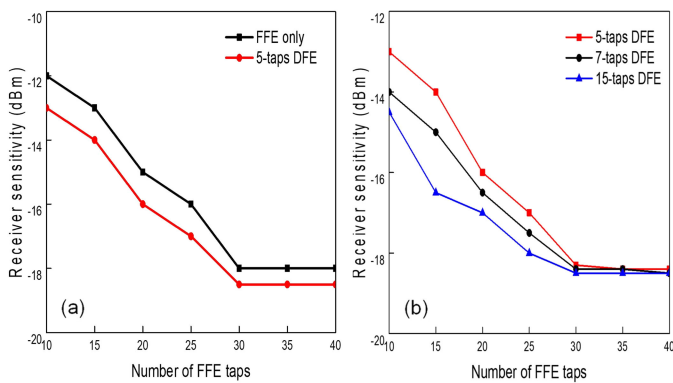 -10
-12
-14
-16
-18
-20
10
15
20
25
30
35
40
Receiver sensitivity (dBm)
Number of FFE taps
FFE only
5-taps DFE
(a)
-12
-14
-16
-18
-20
10
15
20
25
30
35
40
Receiver sensitivity (dBm)
Number of FFE taps
5-taps DFE
7-taps DFE
15-taps DFE
(b)